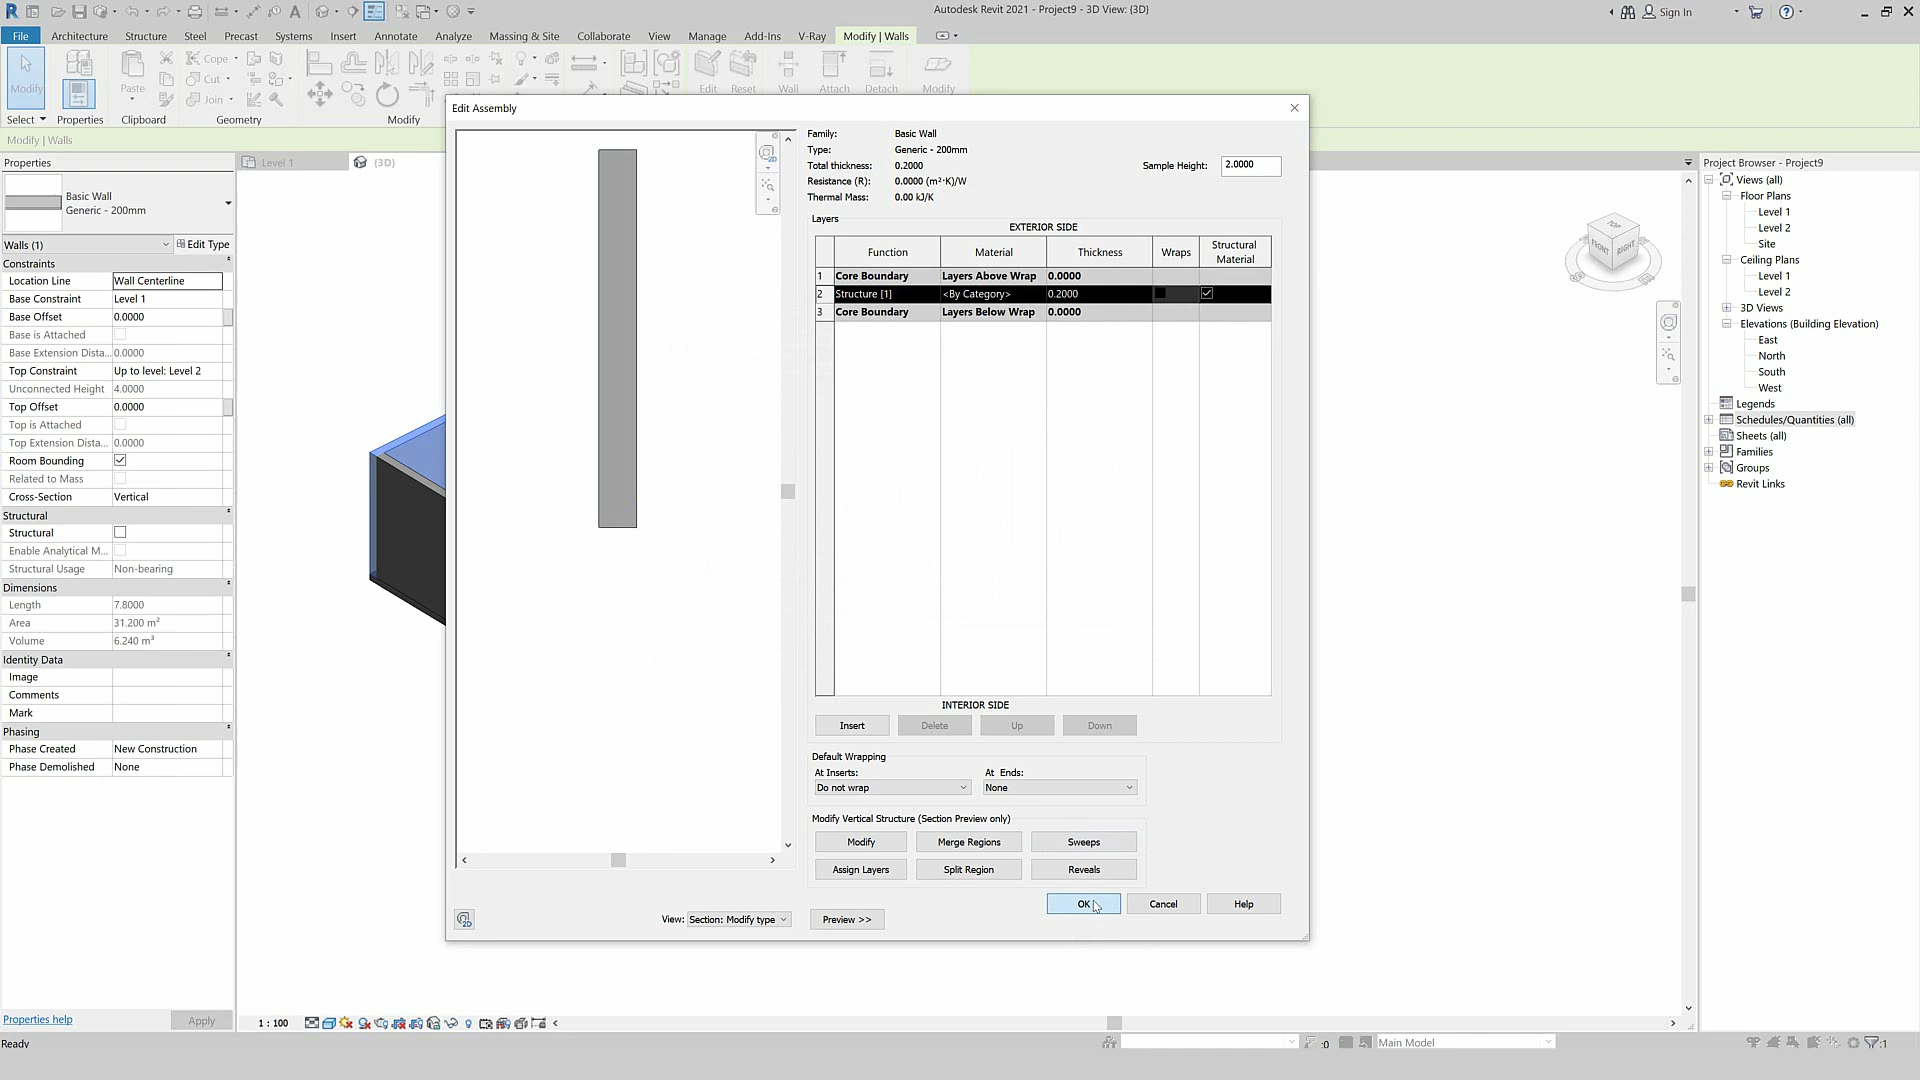 Autodesk Revit 2021 - Project9 - 3D View: {3D}
Sign In
File Architecture Structure Steel Precast Systems Insert Annotate Analyze Massing & Site Collaborate View Manage Add-Ins V-Ray Modify | Walls
Modify
Paste
Cope
Cut
Join
Edit Reset Wall Attach Detach Modify
Select Properties Clipboard Geometry Modify
Modify | Walls
Properties
Basic Wall
Generic - 200mm
Walls (1) Edit Type
Constraints
Location Line Wall Centerline
Base Constraint Level 1
Base Offset 0.0000
Base is Attached
Base Extension Dista... 0.0000
Top Constraint Up to level: Level 2
Unconnected Height 4.0000
Top Offset 0.0000
Top is Attached
Top Extension Dista... 0.0000
Room Bounding
Related to Mass
Cross-Section Vertical
Structural
Structural
Enable Analytical M...
Structural Usage Non-bearing
Dimensions
Length 7.8000
Area 31.200 m²
Volume 6.240 m³
Identity Data
Image
Comments
Mark
Phasing
Phase Created New Construction
Phase Demolished None
Properties help Apply
Ready
Level 1 {3D}
Edit Assembly
Family: Basic Wall
Type: Generic - 200mm
Total thickness: 0.2000
Sample Height: 2.0000
Resistance (R): 0.0000 (m²·K)/W
Thermal Mass: 0.00 kJ/K
Layers
EXTERIOR SIDE
Function Material Thickness Wraps Structural Material
1 Core Boundary Layers Above Wrap 0.0000
2 Structure [1] <By Category> 0.2000
3 Core Boundary Layers Below Wrap 0.0000
INTERIOR SIDE
Insert Delete Up Down
Default Wrapping
At Inserts: At Ends:
Do not wrap None
Modify Vertical Structure (Section Preview only)
Modify Merge Regions Sweeps
Assign Layers Split Region Reveals
OK Cancel Help
View: Section: Modify type Preview >>
TOP
FRONT RIGHT
Project Browser - Project9
Views (all)
Floor Plans
Level 1
Level 2
Site
Ceiling Plans
Level 1
Level 2
3D Views
Elevations (Building Elevation)
East
North
South
West
Legends
Schedules/Quantities (all)
Sheets (all)
Families
Groups
Revit Links
1 : 100
:0 Main Model :1